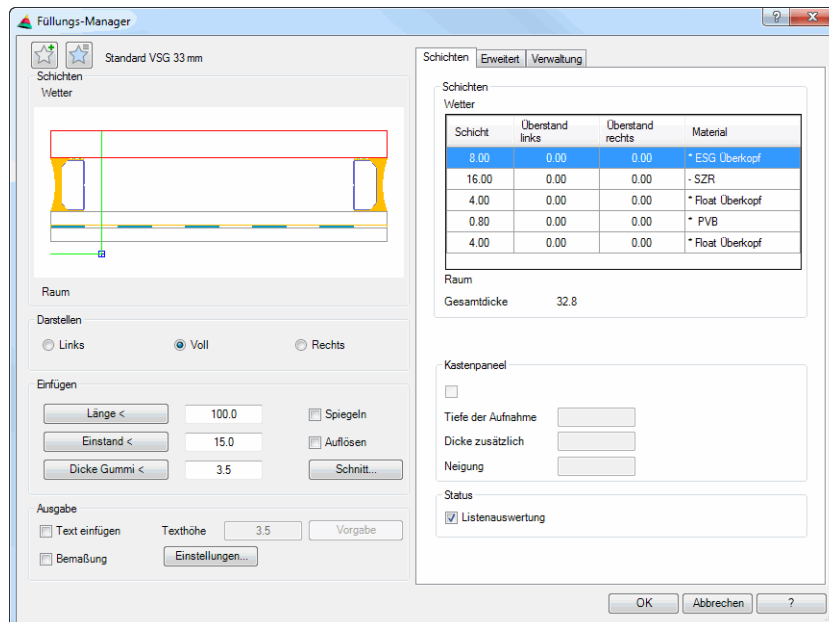 Füllungs-Manager
?
Standard VSG 33 mm
Schichten
Wetter
Raum
Darstellen
Links
Voll
Rechts
Einfügen
Länge <
100.0
Spiegeln
Einstand <
15.0
Auflösen
Dicke Gummi <
3.5
Schnitt...
Ausgabe
Text einfügen
Texthöhe
3.5
Vorgabe
Bemaßung
Einstellungen...
Schichten
Erweitert
Verwaltung
Schichten
Wetter
Schicht
Überstand links
Überstand rechts
Material
8.00 0.00 0.00 * ESG Überkopf
16.00 0.00 0.00 - SZR
4.00 0.00 0.00 * Float Überkopf
0.80 0.00 0.00 * PVB
4.00 0.00 0.00 * Float Überkopf
Raum
Gesamtdicke 32.8
Kastenpaneel
Tiefe der Aufnahme
Dicke zusätzlich
Neigung
Status
Listenauswertung
OK
Abbrechen
?